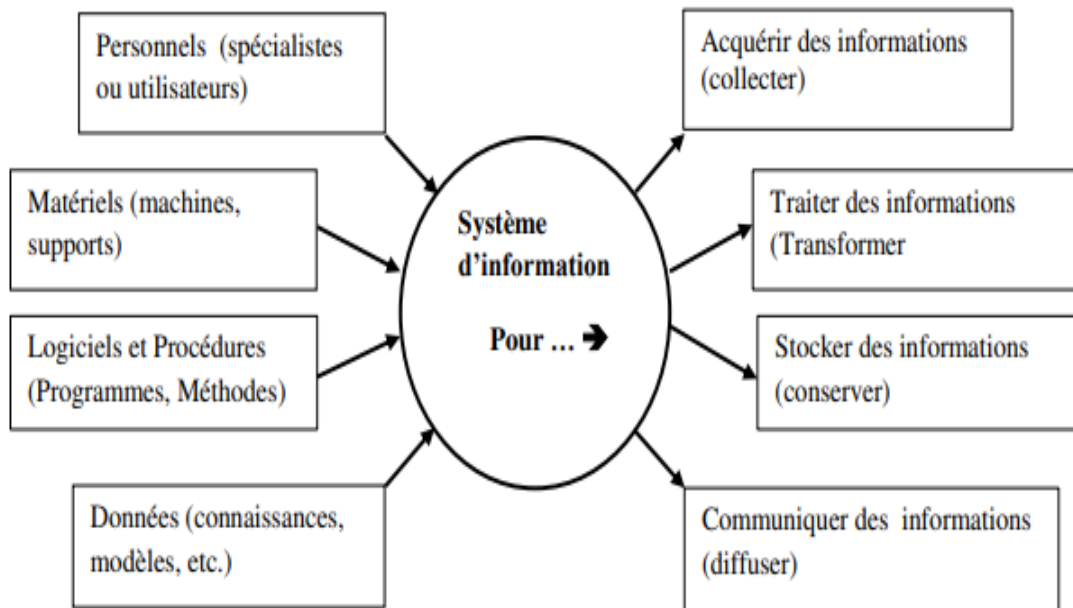 Personnels (spécialistes
ou utilisateurs)
Matériels (machines,
supports)
Logiciels et Procédures
(Programmes, Méthodes)
Données (connaissances,
modèles, etc.)
Système
d’information
Pour … ➔
Acquérir des informations
(collecter)
Traiter des informations
(Transformer
Stocker des informations
(conserver)
Communiquer des informations
(diffuser)